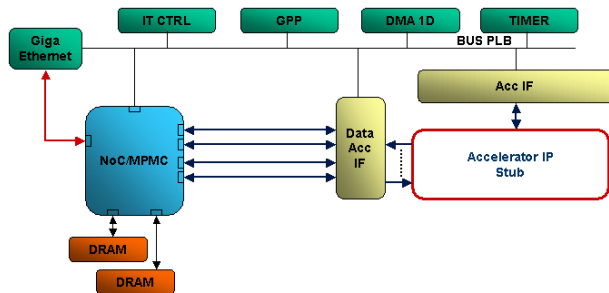 IT CTRL
GPP
DMA 1D
TIMER
Giga
Ethernet
BUS PLB
Acc IF
NoC/MPMC
Data
Acc
IF
Accelerator IP
Stub
DRAM
DRAM